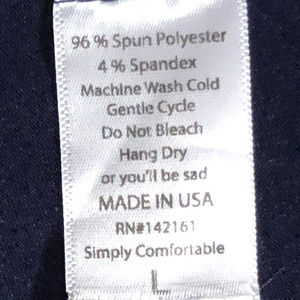 96 % Spun Polyester
4 % Spandex
Machine Wash Cold
Gentle Cycle
Do Not Bleach
Hang Dry
or you'll be sad
MADE IN USA
RN#142161
Simply Comfortable
L